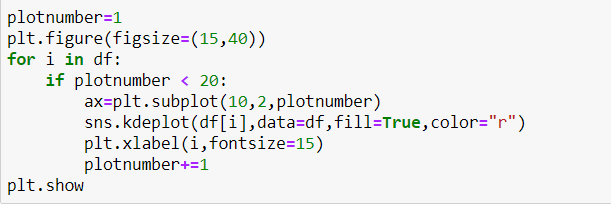 plotnumber=1
plt.figure(figsize=(15,40))
for i in df:
    if plotnumber < 20:
        ax=plt.subplot(10,2,plotnumber)
        sns.kdeplot(df[i],data=df,fill=True,color="r")
        plt.xlabel(i,fontsize=15)
        plotnumber+=1
plt.show